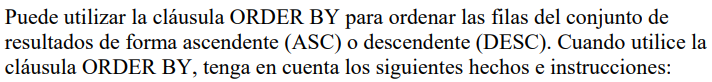 Puede utilizar la cláusula ORDER BY para ordenar las filas del conjunto de
resultados de forma ascendente (ASC) o descendente (DESC). Cuando utilice la
cláusula ORDER BY, tenga en cuenta los siguientes hechos e instrucciones: